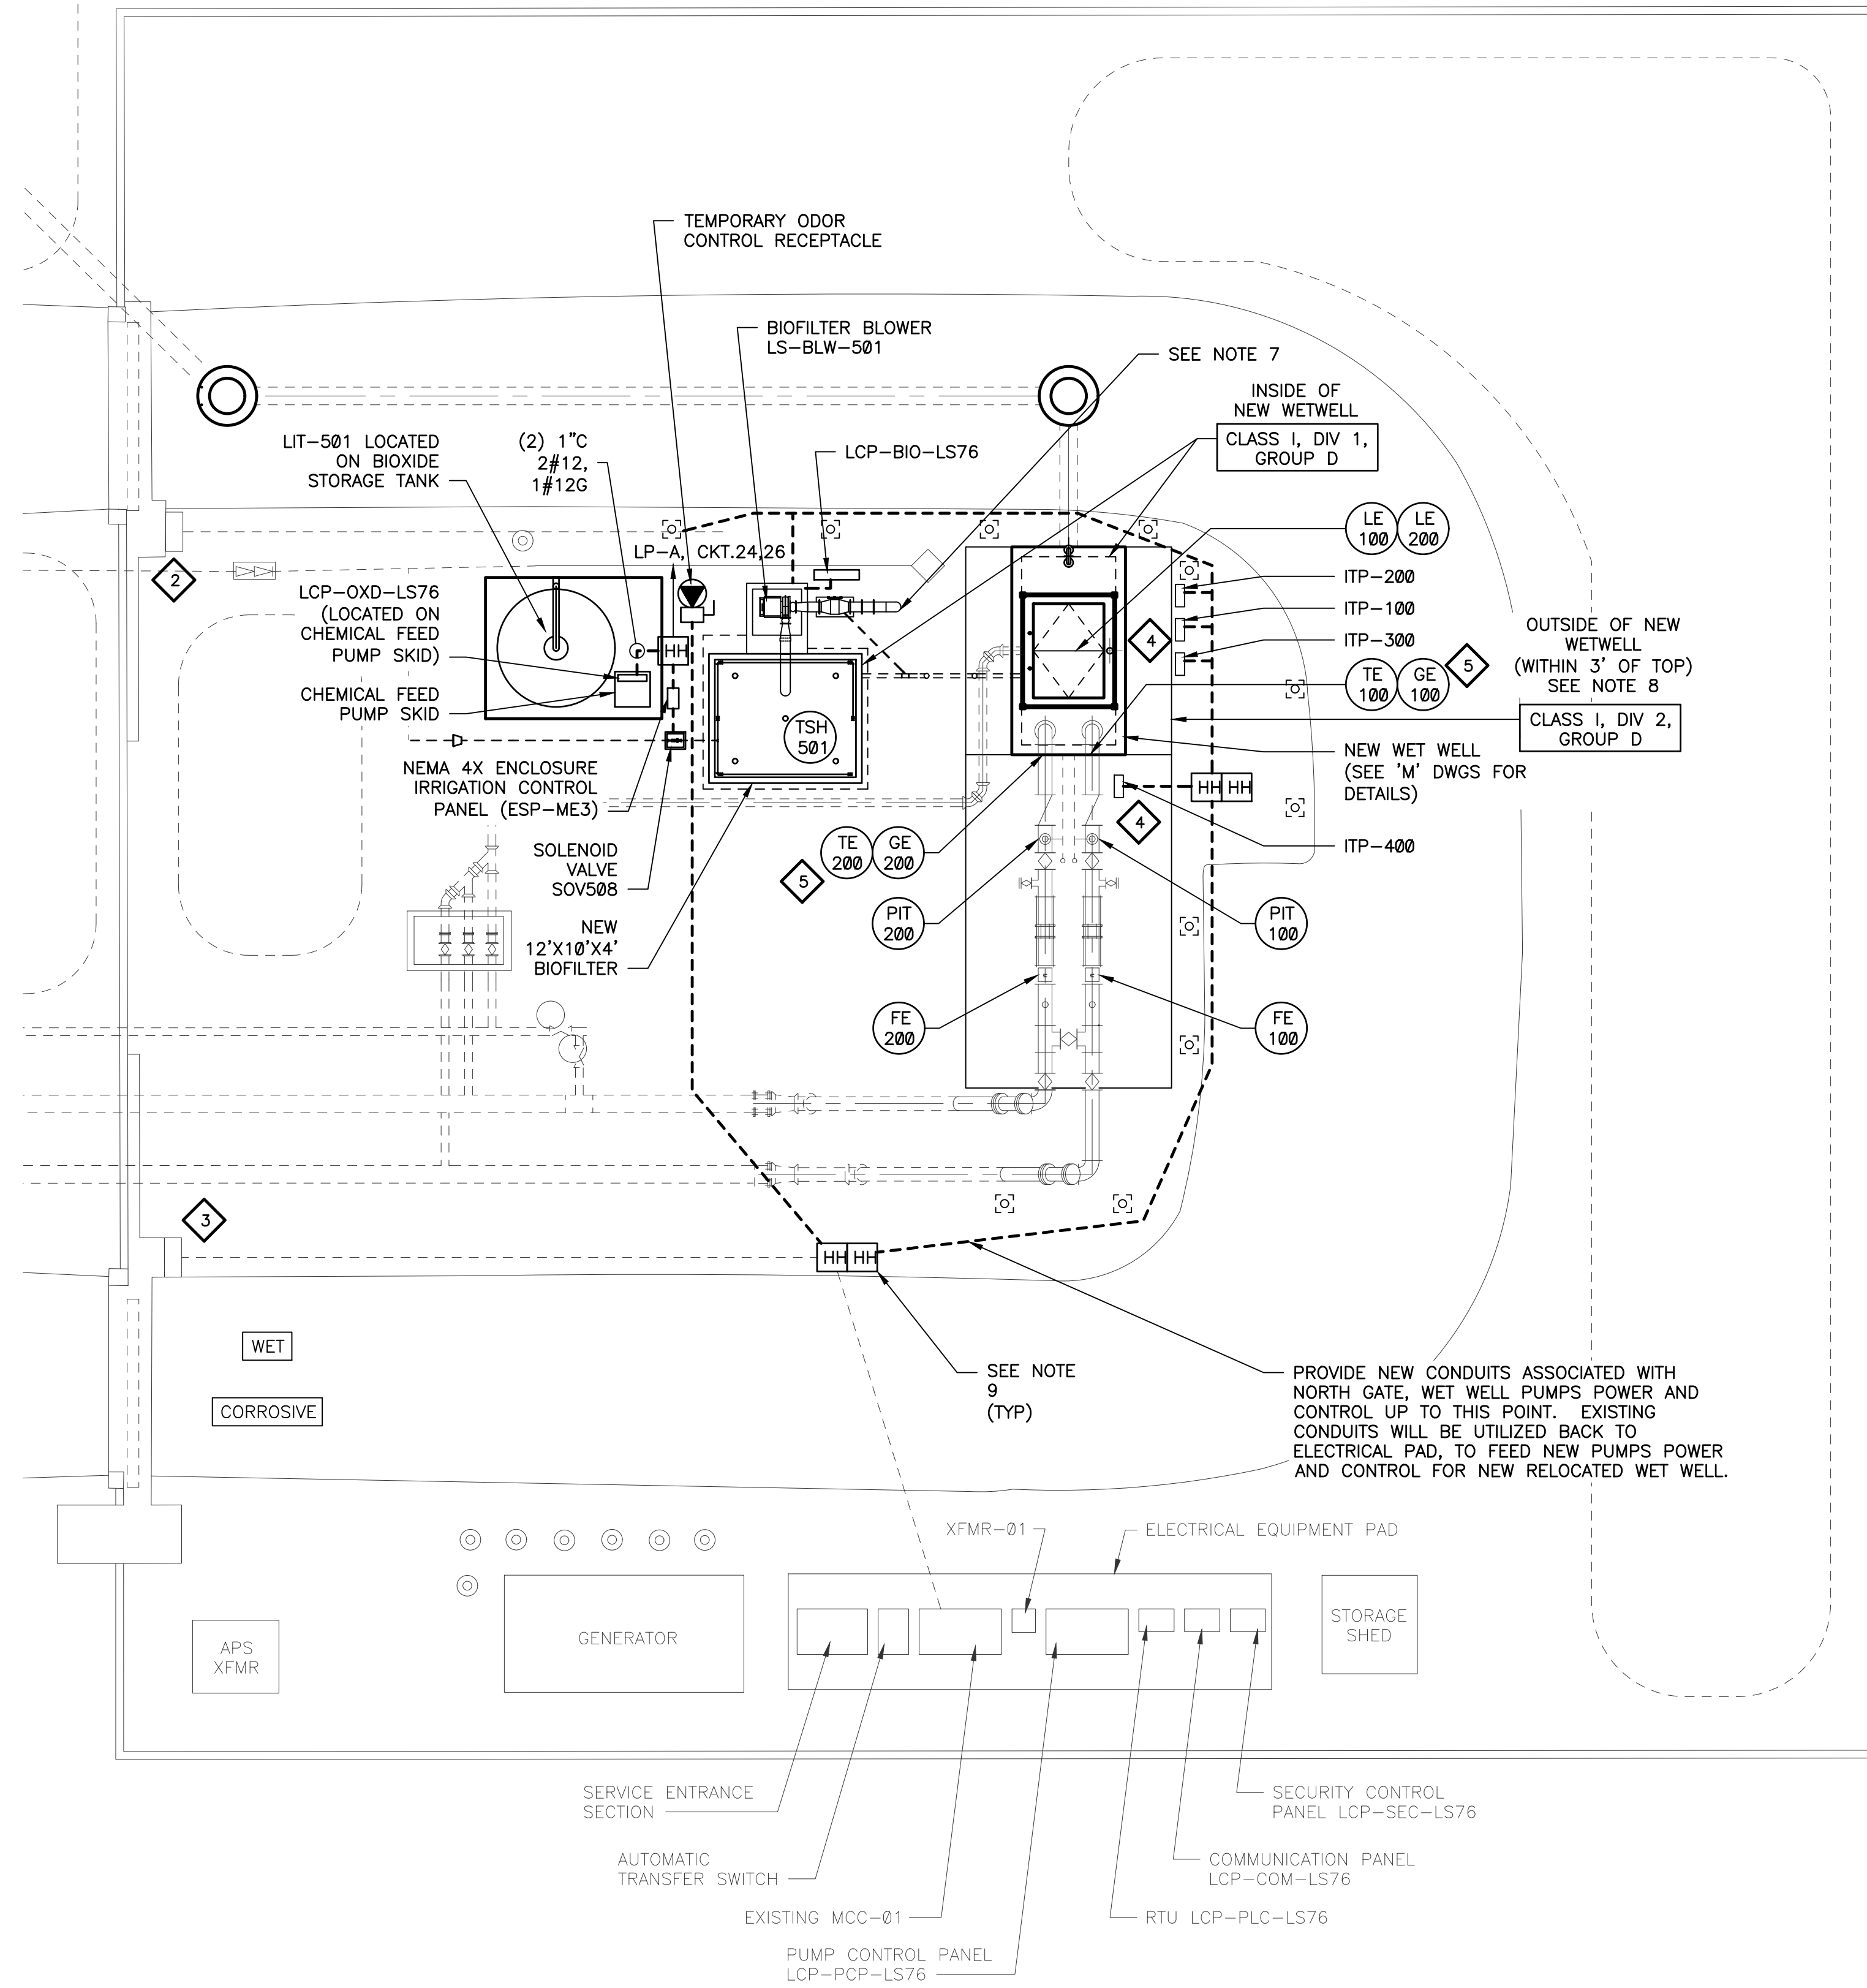 TEMPORARY ODOR
CONTROL RECEPTACLE
BIOFILTER BLOWER
LS-BLW-501
SEE NOTE 7
INSIDE OF
NEW WETWELL
CLASS I, DIV 1,
GROUP D
LIT-501 LOCATED
ON BIOXIDE
STORAGE TANK
(2) 1"C
2#12,
1#12G
LCP-BIO-LS76
LE
100
LE
200
LP-A, CKT.24,26
2
ITP-200
ITP-100
ITP-300
4
LCP-OXD-LS76
(LOCATED ON
CHEMICAL FEED
PUMP SKID)
CHEMICAL FEED
PUMP SKID
HH
OUTSIDE OF NEW
WETWELL
(WITHIN 3' OF TOP)
SEE NOTE 8
TE
100
GE
100
5
CLASS I, DIV 2,
GROUP D
TSH
501
NEMA 4X ENCLOSURE
IRRIGATION CONTROL
PANEL (ESP-ME3)
NEW WET WELL
(SEE 'M' DWGS FOR
DETAILS)
HH
HH
4
ITP-400
SOLENOID
VALVE
SOV508
TE
200
GE
200
5
NEW
12'X10'X4'
BIOFILTER
PIT
200
PIT
100
FE
200
FE
100
3
HH
HH
WET
CORROSIVE
SEE NOTE
9
(TYP)
PROVIDE NEW CONDUITS ASSOCIATED WITH
NORTH GATE, WET WELL PUMPS POWER AND
CONTROL UP TO THIS POINT. EXISTING
CONDUITS WILL BE UTILIZED BACK TO
ELECTRICAL PAD, TO FEED NEW PUMPS POWER
AND CONTROL FOR NEW RELOCATED WET WELL.
XFMR-01
ELECTRICAL EQUIPMENT PAD
APS
XFMR
GENERATOR
STORAGE
SHED
SERVICE ENTRANCE
SECTION
SECURITY CONTROL
PANEL LCP-SEC-LS76
AUTOMATIC
TRANSFER SWITCH
COMMUNICATION PANEL
LCP-COM-LS76
EXISTING MCC-01
RTU LCP-PLC-LS76
PUMP CONTROL PANEL
LCP-PCP-LS76